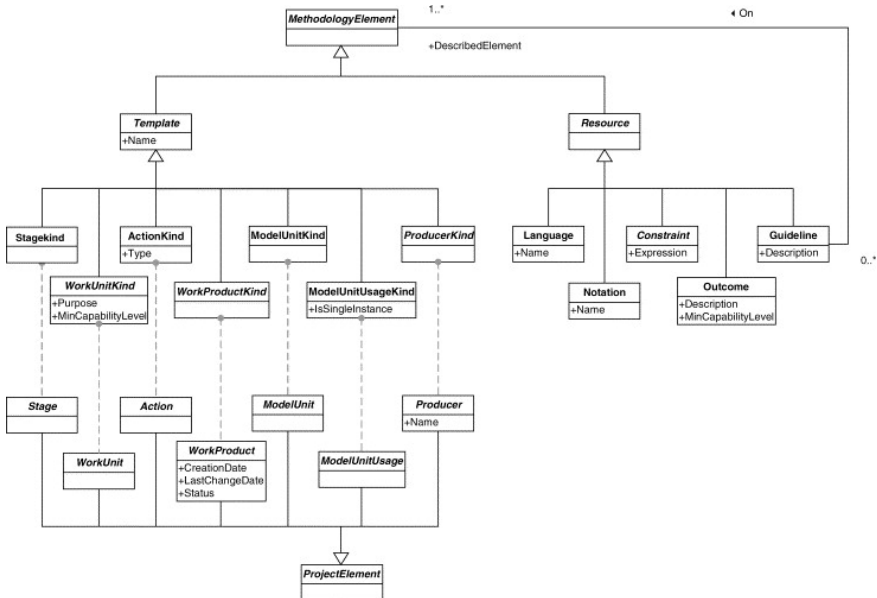 MethodologyElement
1..*
On
+DescribedElement
Template
+Name
Resource
Stagekind
ActionKind
+Type
ModelUnitKind
ProducerKind
Language
+Name
Constraint
+Expression
Guideline
+Description
0..*
WorkUnitKind
+Purpose
+MinCapabilityLevel
WorkProductKind
ModelUnitUsageKind
+IsSingleInstance
Notation
+Name
Outcome
+Description
+MinCapabilityLevel
Stage
Action
ModelUnit
Producer
+Name
WorkUnit
WorkProduct
+CreationDate
+LastChangeDate
+Status
ModelUnitUsage
ProjectElement